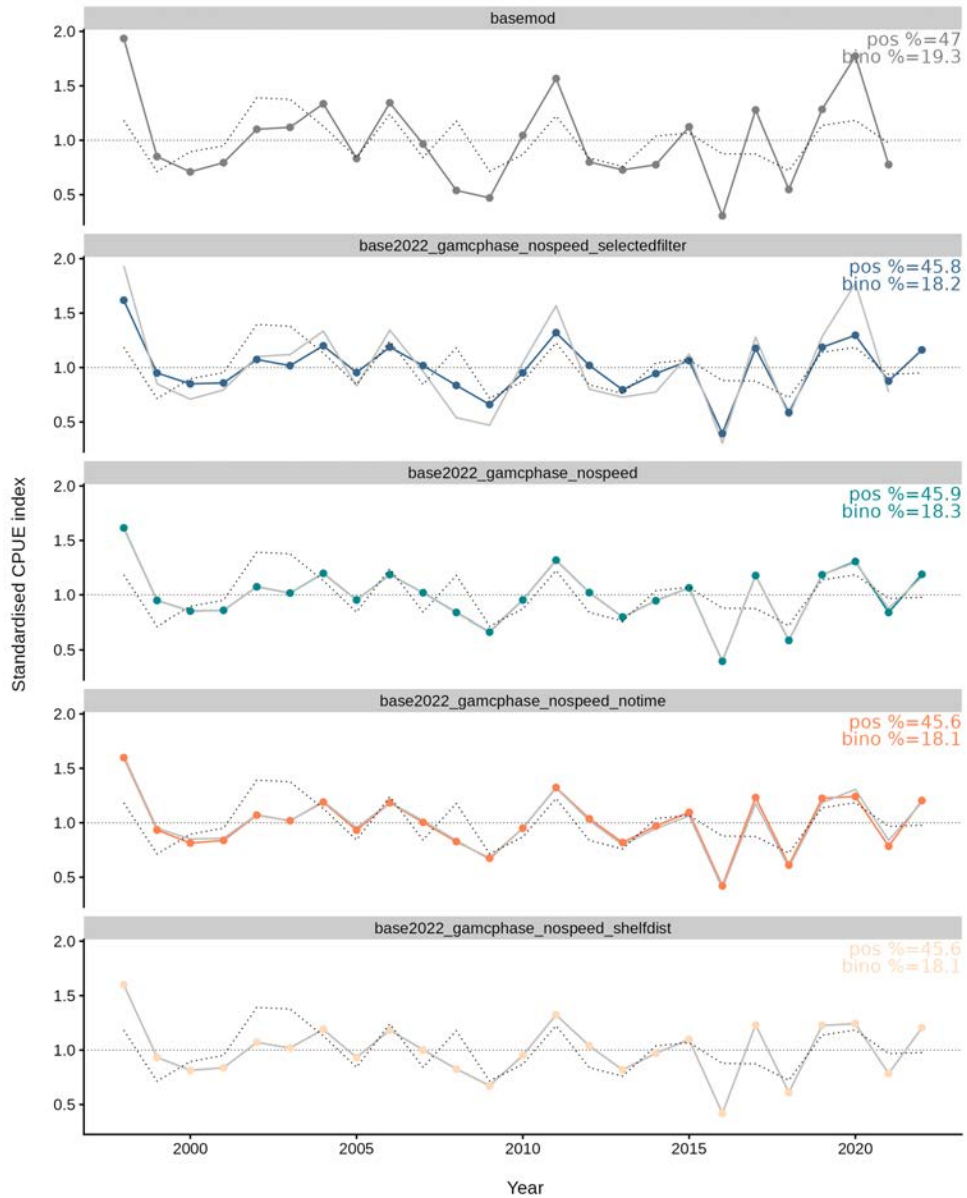 basemod
2.0
pos %=47
bino %=19.3
1.5
1.0
0.5
base2022_gamcphase_nospeed_selectedfilter
2.0
pos %=45.8
bino %=18.2
1.5
1.0
0.5
base2022_gamcphase_nospeed
2.0
pos %=45.9
bino %=18.3
1.5
1.0
0.5
Standardised CPUE index
base2022_gamcphase_nospeed_notime
2.0
pos %=45.6
bino %=18.1
1.5
1.0
0.5
base2022_gamcphase_nospeed_shelfdist
2.0
pos %=45.6
bino %=18.1
1.5
1.0
0.5
2000 2005 2010 2015 2020
Year